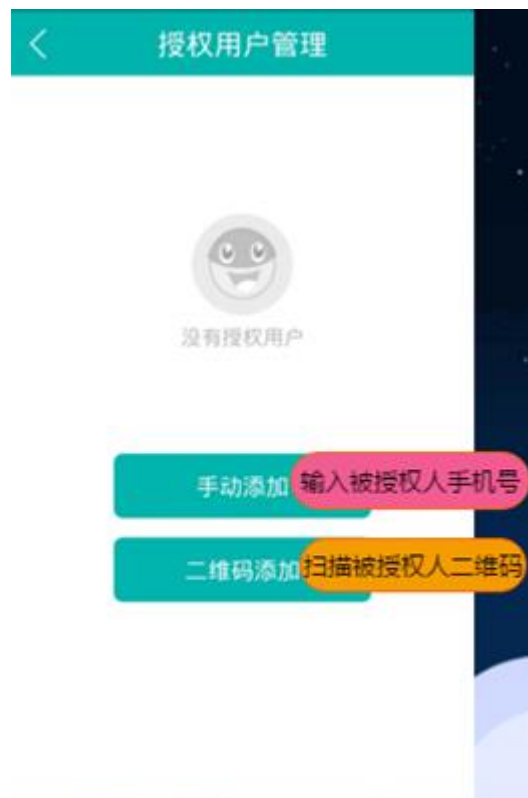 授权用户管理
没有授权用户
手动添加
输入被授权人手机号
二维码添加
扫描被授权人二维码